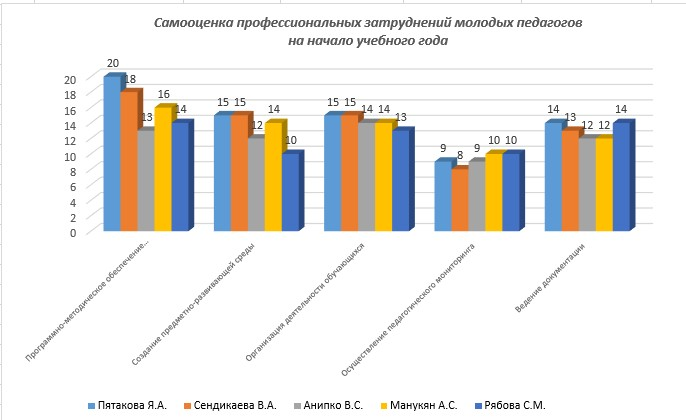 Самооценка профессиональных затруднений молодых педагогов
на начало учебного года
20
18
16
14
12
10
8
6
4
2
0
20 18 13 16 14
15 15 12 14 10
15 15 14 14 13
9 8 9 10 10
14 13 12 12 14
Программно-методическое обеспечение...
Создание предметно-развивающей среды
Организация деятельности обучающихся
Осуществление педагогического мониторинга
Ведение документации
Пятакова Я.А. Сендикаева В.А. Анипко В.С. Манукян А.С. Рябова С.М.